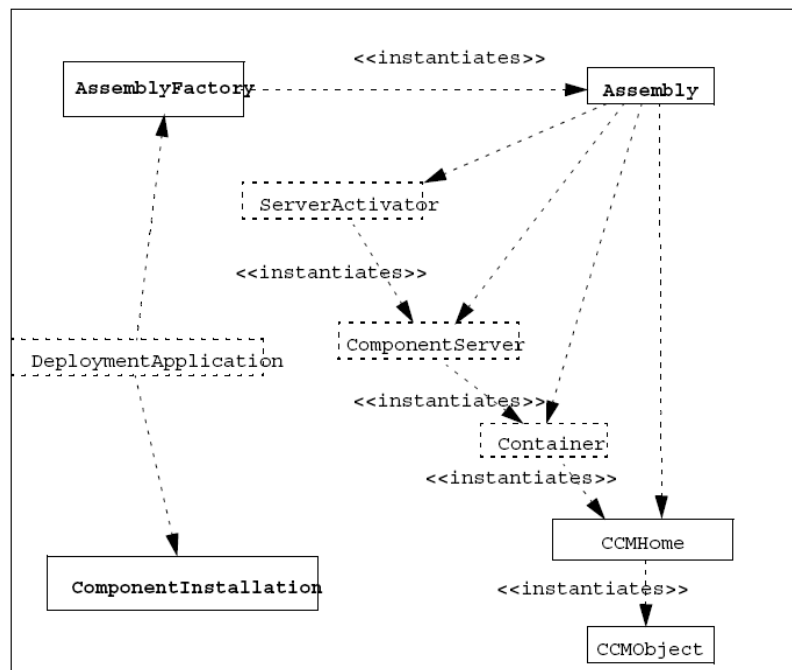 <<instantiates>>
AssemblyFactory
Assembly
ServerActivator
<<instantiates>>
ComponentServer
DeploymentApplication
<<instantiates>>
Container
<<instantiates>>
CCMHome
ComponentInstallation
<<instantiates>>
CCMObject